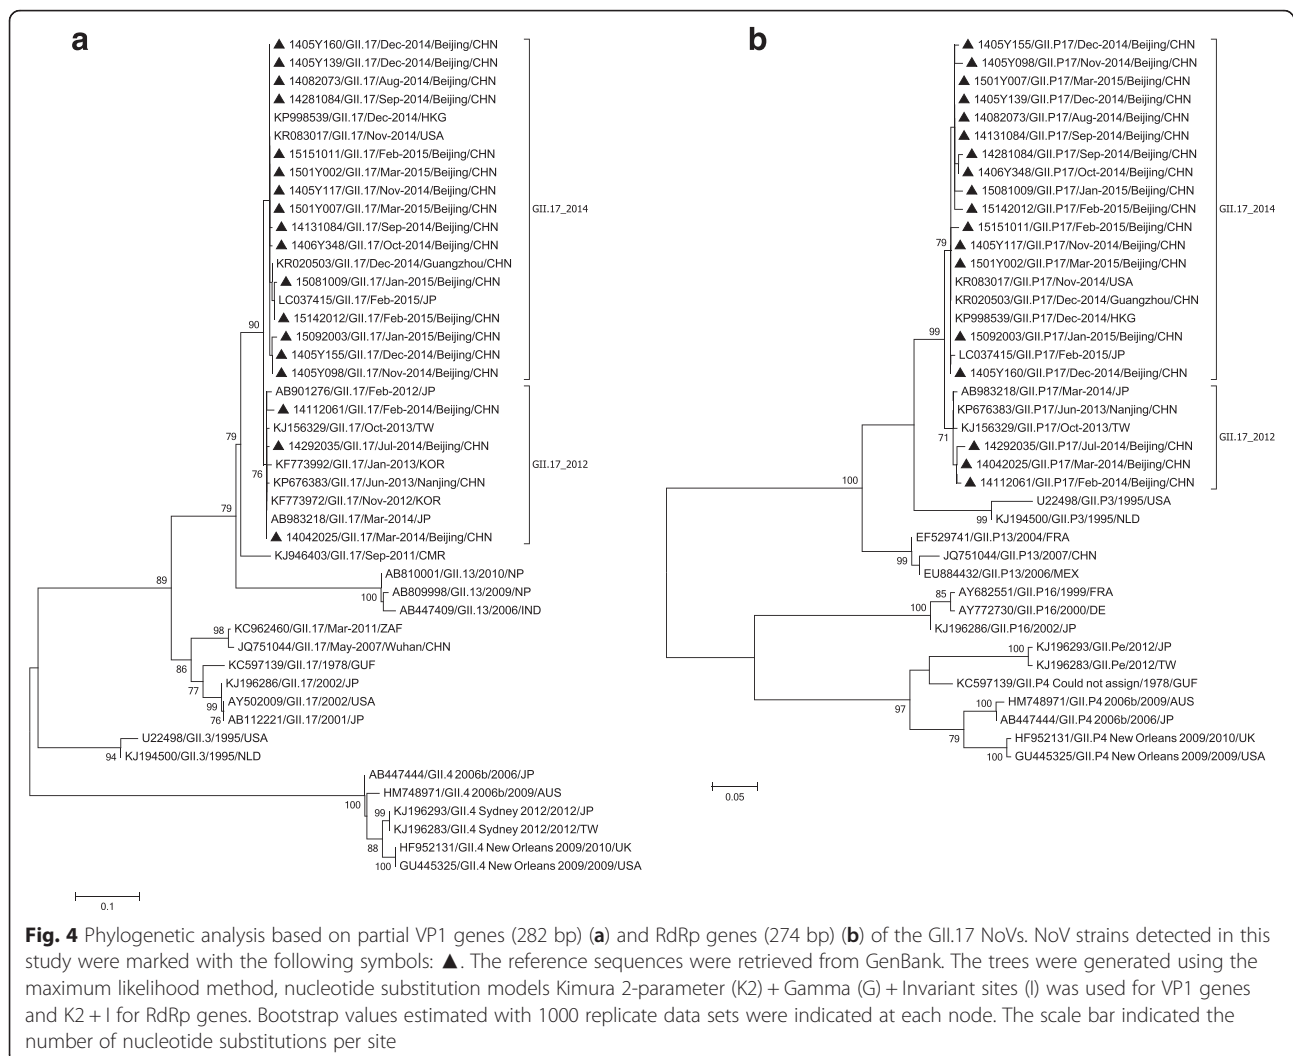 a
▲ 1405Y160/GII.17/Dec-2014/Beijing/CHN
▲ 1405Y139/GII.17/Dec-2014/Beijing/CHN
▲ 14082073/GII.17/Aug-2014/Beijing/CHN
▲ 14281084/GII.17/Sep-2014/Beijing/CHN
KP998539/GII.17/Dec-2014/HKG
KR083017/GII.17/Nov-2014/USA
▲ 15151011/GII.17/Feb-2015/Beijing/CHN
▲ 1501Y002/GII.17/Mar-2015/Beijing/CHN
▲ 1405Y117/GII.17/Nov-2014/Beijing/CHN
▲ 1501Y007/GII.17/Mar-2015/Beijing/CHN
▲ 14131084/GII.17/Sep-2014/Beijing/CHN
▲ 1406Y348/GII.17/Oct-2014/Beijing/CHN
KR020503/GII.17/Dec-2014/Guangzhou/CHN
▲ 15081009/GII.17/Jan-2015/Beijing/CHN
LC037415/GII.17/Feb-2015/JP
▲ 15142012/GII.17/Feb-2015/Beijing/CHN
▲ 15092003/GII.17/Jan-2015/Beijing/CHN
▲ 1405Y155/GII.17/Dec-2014/Beijing/CHN
▲ 1405Y098/GII.17/Nov-2014/Beijing/CHN
GII.17_2014
90
AB901276/GII.17/Feb-2012/JP
▲ 14112061/GII.17/Feb-2014/Beijing/CHN
KJ156329/GII.17/Oct-2013/TW
▲ 14292035/GII.17/Jul-2014/Beijing/CHN
KF773992/GII.17/Jan-2013/KOR
KP676383/GII.17/Jun-2013/Nanjing/CHN
KF773972/GII.17/Nov-2012/KOR
AB983218/GII.17/Mar-2014/JP
▲ 14042025/GII.17/Mar-2014/Beijing/CHN
GII.17_2012
79
76
79
KJ946403/GII.17/Sep-2011/CMR
AB810001/GII.13/2010/NP
AB809998/GII.13/2009/NP
AB447409/GII.13/2006/IND
100
89
KC962460/GII.17/Mar-2011/ZAF
JQ751044/GII.17/May-2007/Wuhan/CHN
KC597139/GII.17/1978/GUF
KJ196286/GII.17/2002/JP
AY502009/GII.17/2002/USA
AB112221/GII.17/2001/JP
98
86
77
99
76
U22498/GII.3/1995/USA
KJ194500/GII.3/1995/NLD
94
AB447444/GII.4 2006b/2006/JP
HM748971/GII.4 2006b/2009/AUS
KJ196293/GII.4 Sydney 2012/2012/JP
KJ196283/GII.4 Sydney 2012/2012/TW
HF952131/GII.4 New Orleans 2009/2010/UK
GU445325/GII.4 New Orleans 2009/2009/USA
100
99
88
100
0.1
b
▲ 1405Y155/GII.P17/Dec-2014/Beijing/CHN
▲ 1405Y098/GII.P17/Nov-2014/Beijing/CHN
▲ 1501Y007/GII.P17/Mar-2015/Beijing/CHN
▲ 1405Y139/GII.P17/Dec-2014/Beijing/CHN
▲ 14082073/GII.P17/Aug-2014/Beijing/CHN
▲ 14131084/GII.P17/Sep-2014/Beijing/CHN
▲ 14281084/GII.P17/Sep-2014/Beijing/CHN
▲ 1406Y348/GII.P17/Oct-2014/Beijing/CHN
▲ 15081009/GII.P17/Jan-2015/Beijing/CHN
▲ 15142012/GII.P17/Feb-2015/Beijing/CHN
▲ 15151011/GII.P17/Feb-2015/Beijing/CHN
▲ 1405Y117/GII.P17/Nov-2014/Beijing/CHN
▲ 1501Y002/GII.P17/Mar-2015/Beijing/CHN
KR083017/GII.P17/Nov-2014/USA
KR020503/GII.P17/Dec-2014/Guangzhou/CHN
KP998539/GII.P17/Dec-2014/HKG
▲ 15092003/GII.P17/Jan-2015/Beijing/CHN
LC037415/GII.P17/Feb-2015/JP
▲ 1405Y160/GII.P17/Dec-2014/Beijing/CHN
GII.17_2014
79
99
AB983218/GII.P17/Mar-2014/JP
KP676383/GII.P17/Jun-2013/Nanjing/CHN
KJ156329/GII.P17/Oct-2013/TW
▲ 14292035/GII.P17/Jul-2014/Beijing/CHN
▲ 14042025/GII.P17/Mar-2014/Beijing/CHN
▲ 14112061/GII.P17/Feb-2014/Beijing/CHN
GII.17_2012
71
100
U22498/GII.P3/1995/USA
KJ194500/GII.P3/1995/NLD
99
EF529741/GII.P13/2004/FRA
JQ751044/GII.P13/2007/CHN
EU884432/GII.P13/2006/MEX
99
AY682551/GII.P16/1999/FRA
AY772730/GII.P16/2000/DE
KJ196286/GII.P16/2002/JP
85
100
KJ196293/GII.Pe/2012/JP
KJ196283/GII.Pe/2012/TW
100
KC597139/GII.P4 Could not assign/1978/GUF
HM748971/GII.P4 2006b/2009/AUS
AB447444/GII.P4 2006b/2006/JP
HF952131/GII.P4 New Orleans 2009/2010/UK
GU445325/GII.P4 New Orleans 2009/2009/USA
97
100
79
100
0.05
Fig. 4 Phylogenetic analysis based on partial VP1 genes (282 bp) (a) and RdRp genes (274 bp) (b) of the GII.17 NoVs. NoV strains detected in this
study were marked with the following symbols: ▲. The reference sequences were retrieved from GenBank. The trees were generated using the
maximum likelihood method, nucleotide substitution models Kimura 2-parameter (K2) + Gamma (G) + Invariant sites (I) was used for VP1 genes
and K2 + I for RdRp genes. Bootstrap values estimated with 1000 replicate data sets were indicated at each node. The scale bar indicated the
number of nucleotide substitutions per site